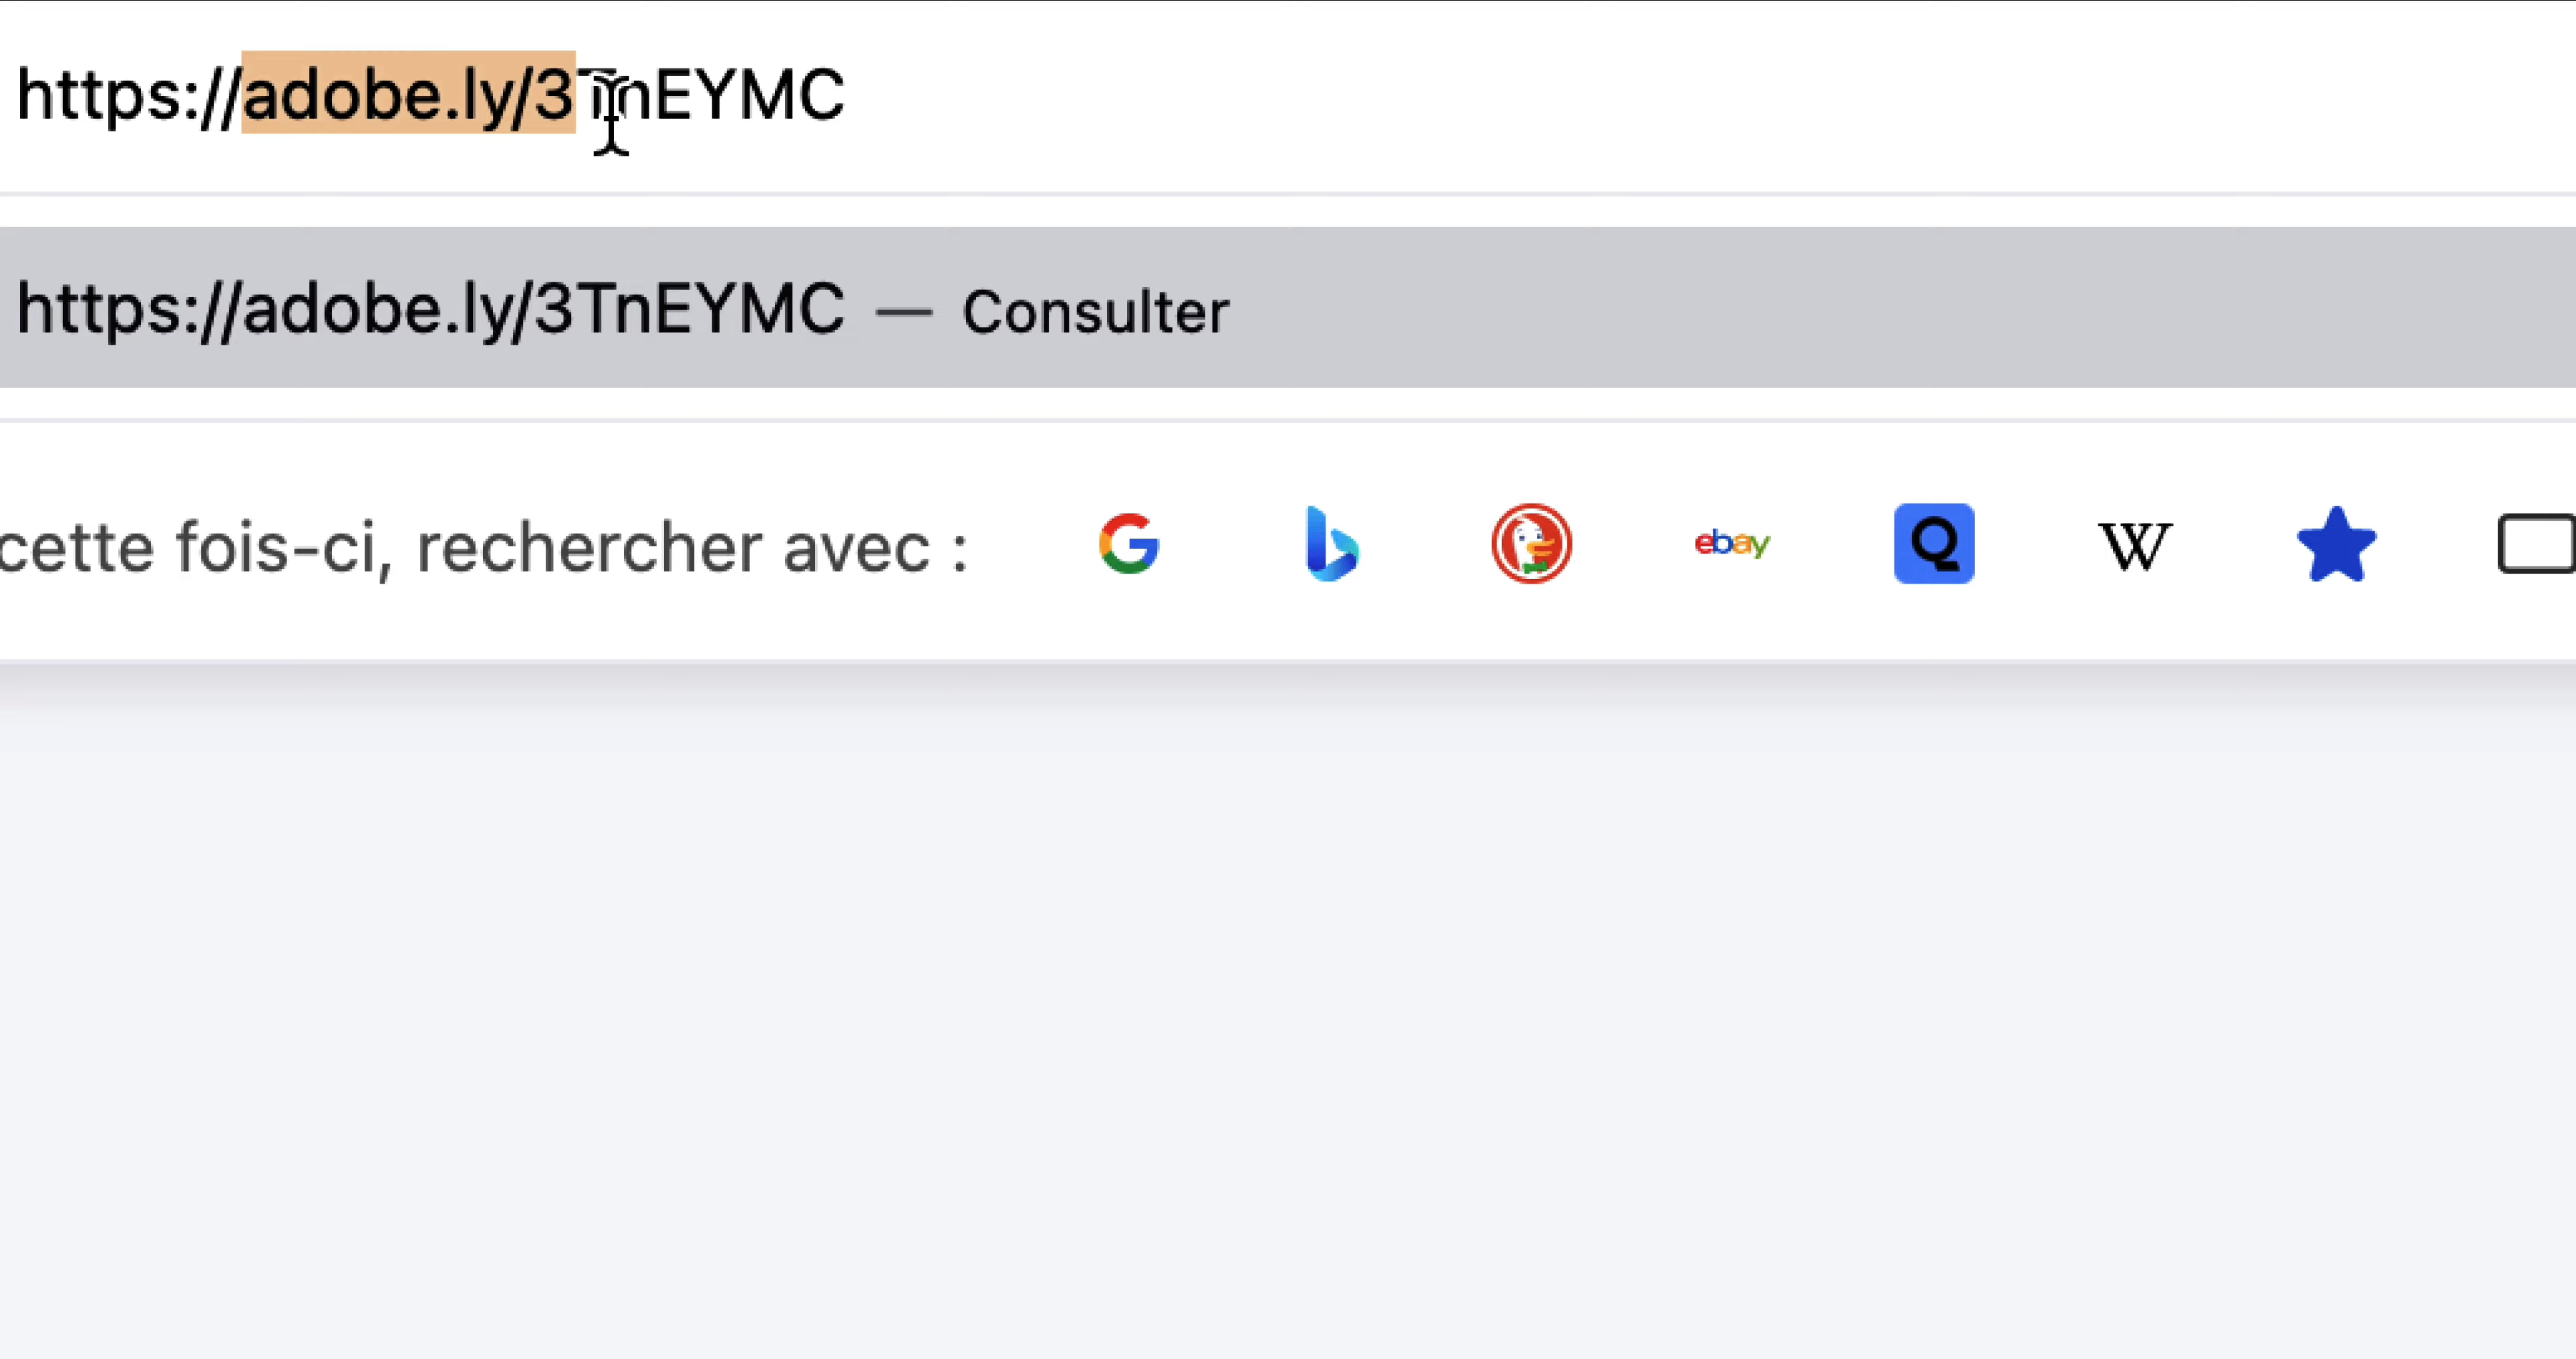 https://adobe.ly/3TnEYMC
https://adobe.ly/3TnEYMC — Consulter
cette fois-ci, rechercher avec : G ebay Q W